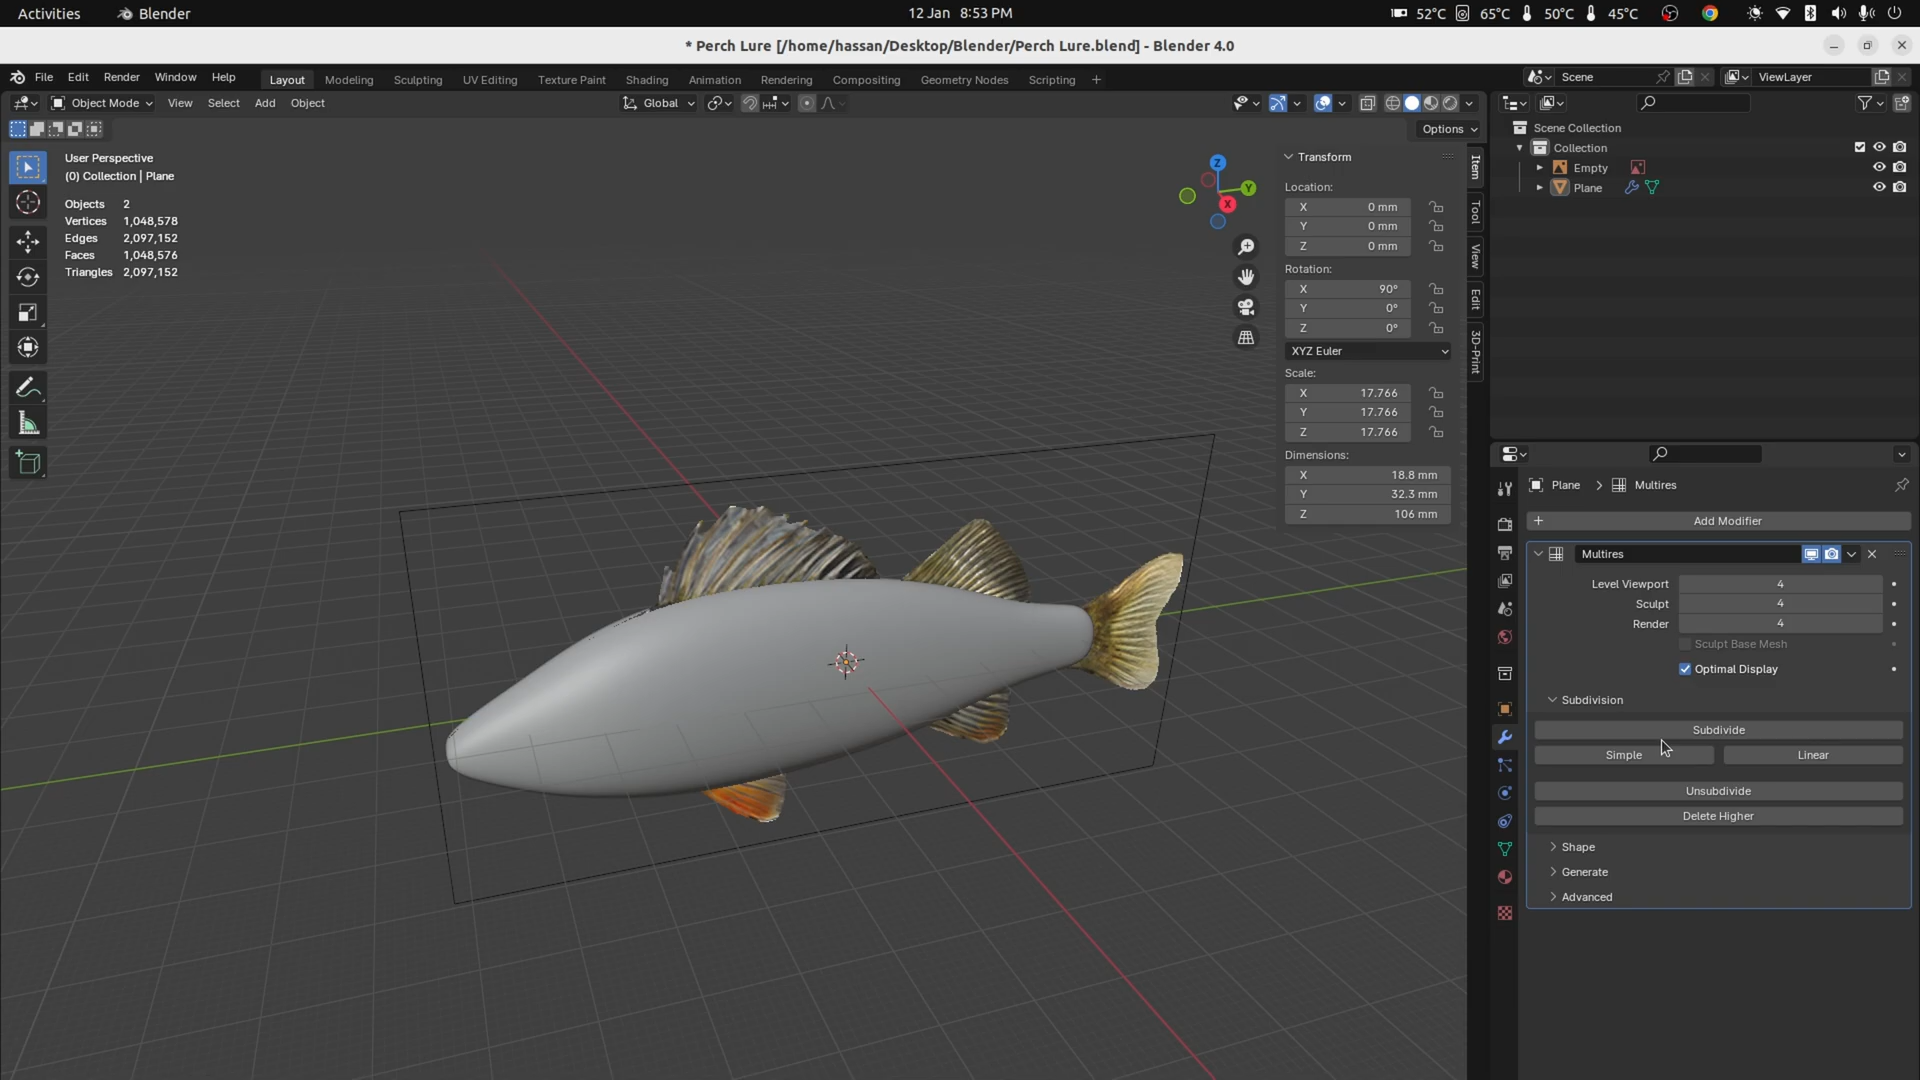 Activities Blender 12 Jan 8:53 PM 52°C 65°C 50°C 45°C
* Perch Lure [/home/hassan/Desktop/Blender/Perch Lure.blend] - Blender 4.0
File Edit Render Window Help Layout Modeling Sculpting UV Editing Texture Paint Shading Animation Rendering Compositing Geometry Nodes Scripting + Scene ViewLayer
Object Mode View Select Add Object Global
Options
User Perspective
(0) Collection | Plane
Objects 2
Vertices 1,048,578
Edges 2,097,152
Faces 1,048,576
Triangles 2,097,152
Z
Y
X
Transform
Location:
X 0 mm
Y 0 mm
Z 0 mm
Rotation:
X 90°
Y 0°
Z 0°
XYZ Euler
Scale:
X 17.766
Y 17.766
Z 17.766
Dimensions:
X 18.8 mm
Y 32.3 mm
Z 106 mm
Item
Tool
View
Edit
3D-Print
Scene Collection
Collection
Empty
Plane
Plane > Multires
+ Add Modifier
Multires
Level Viewport 4
Sculpt 4
Render 4
Sculpt Base Mesh
Optimal Display
Subdivision
Subdivide
Simple Linear
Unsubdivide
Delete Higher
Shape
Generate
Advanced